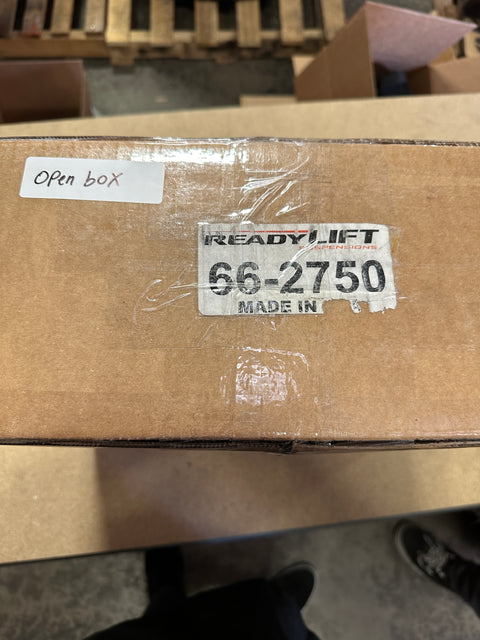 Open box
READYLIFT
SUSPENSIONS
66-2750
MADE IN